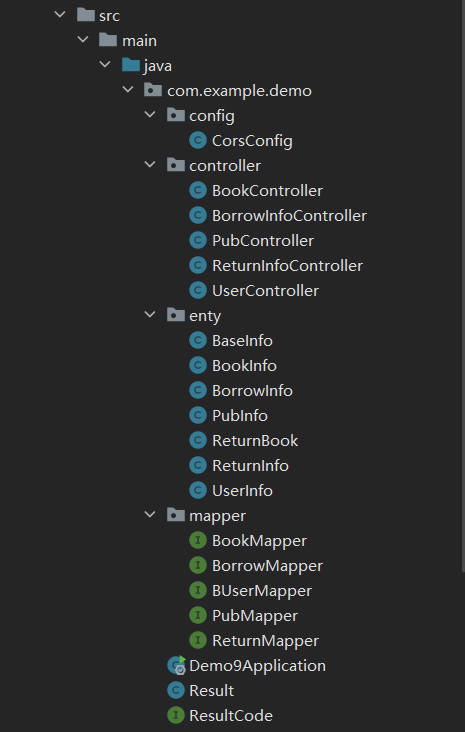 src
main
java
com.example.demo
config
CorsConfig
controller
BookController
BorrowInfoController
PubController
ReturnInfoController
UserController
enty
BaseInfo
BookInfo
BorrowInfo
PubInfo
ReturnBook
ReturnInfo
UserInfo
mapper
BookMapper
BorrowMapper
BUserMapper
PubMapper
ReturnMapper
Demo9Application
Result
ResultCode